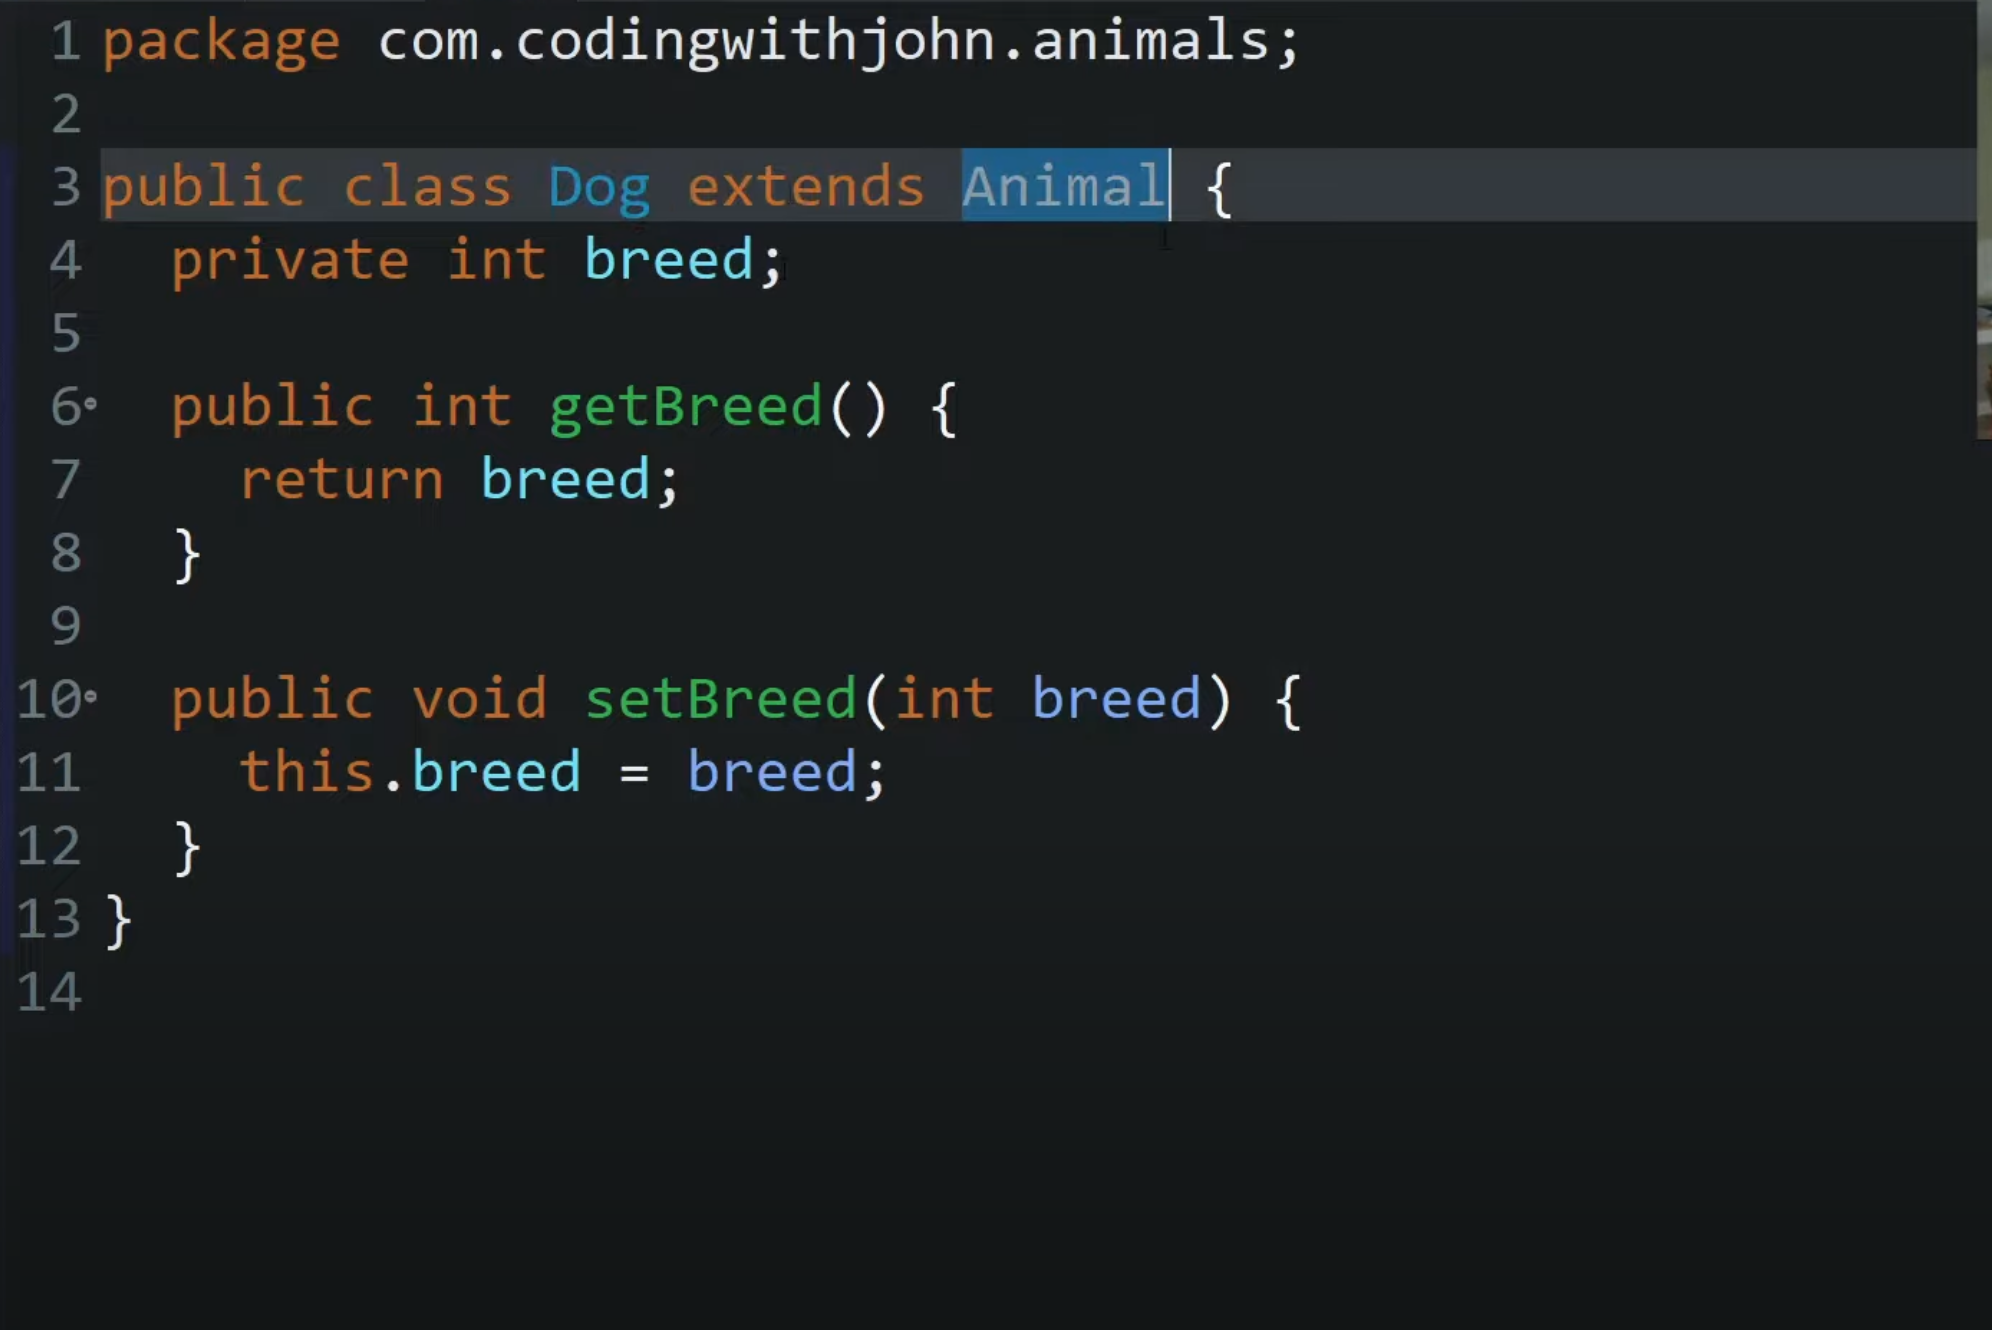 1 package com.codingwithjohn.animals;
2
3 public class Dog extends Animal {
4   private int breed;
5
6   public int getBreed() {
7     return breed;
8   }
9
10   public void setBreed(int breed) {
11     this.breed = breed;
12   }
13 }
14